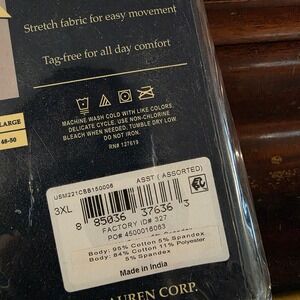 Stretch fabric for easy movement
Tag-free for all day comfort
MACHINE WASH COLD WITH LIKE COLORS,
DELICATE CYCLE. USE NON-CHLORINE
BLEACH WHEN NEEDED. TUMBLE DRY LOW.
DO NOT IRON.
RN# 127619
LARGE
48-50
USM221CBB150006
ASST (ASSORTED)
3XL
8 85036 37636 3
FACTORY ID# 327
PO# 4500016083
Body: 95% Cotton 5% Spandex
Body: 84% Cotton 11% Polyester
5% Spandex
Made in India
LAUREN CORP.